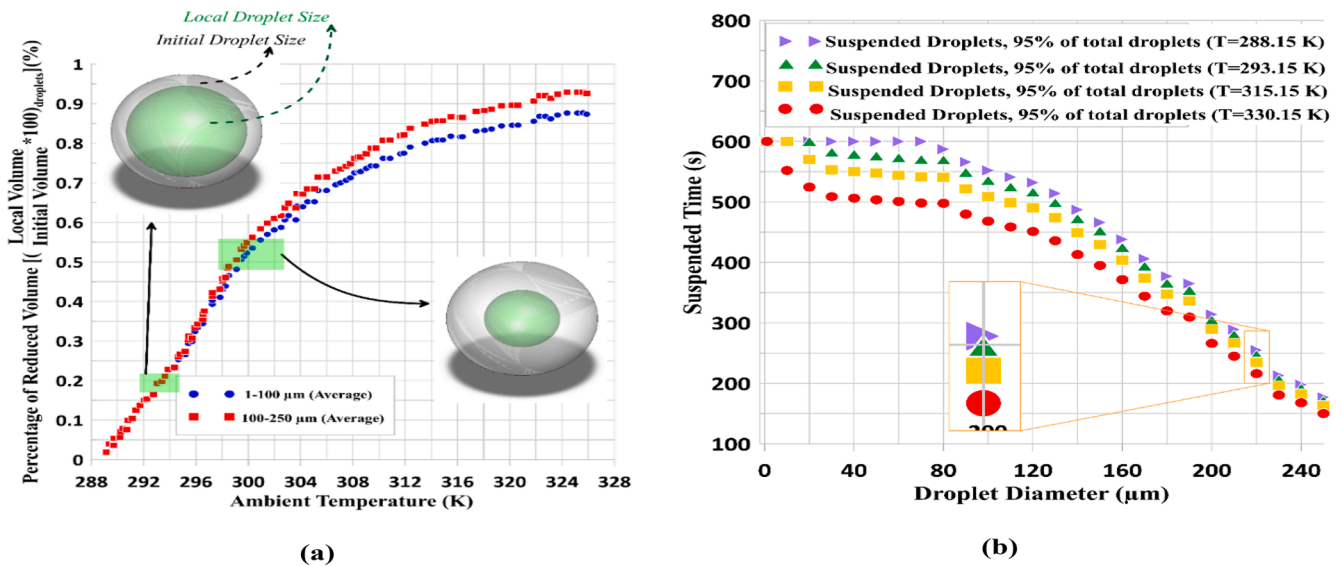 Local Droplet Size
Initial Droplet Size
Percentage of Reduced Volume [( Local Volume / Initial Volume *100)droplets](%)
1
0.9
0.8
0.7
0.6
0.5
0.4
0.3
0.2
0.1
0
1-100 µm (Average)
100-250 µm (Average)
288 292 296 300 304 308 312 316 320 324 328
Ambient Temperature (K)
(a)
800
700
600
500
400
300
200
100
Suspended Time (s)
Suspended Droplets, 95% of total droplets (T=288.15 K)
Suspended Droplets, 95% of total droplets (T=293.15 K)
Suspended Droplets, 95% of total droplets (T=315.15 K)
Suspended Droplets, 95% of total droplets (T=330.15 K)
0 40 80 120 160 200 240
Droplet Diameter (µm)
(b)